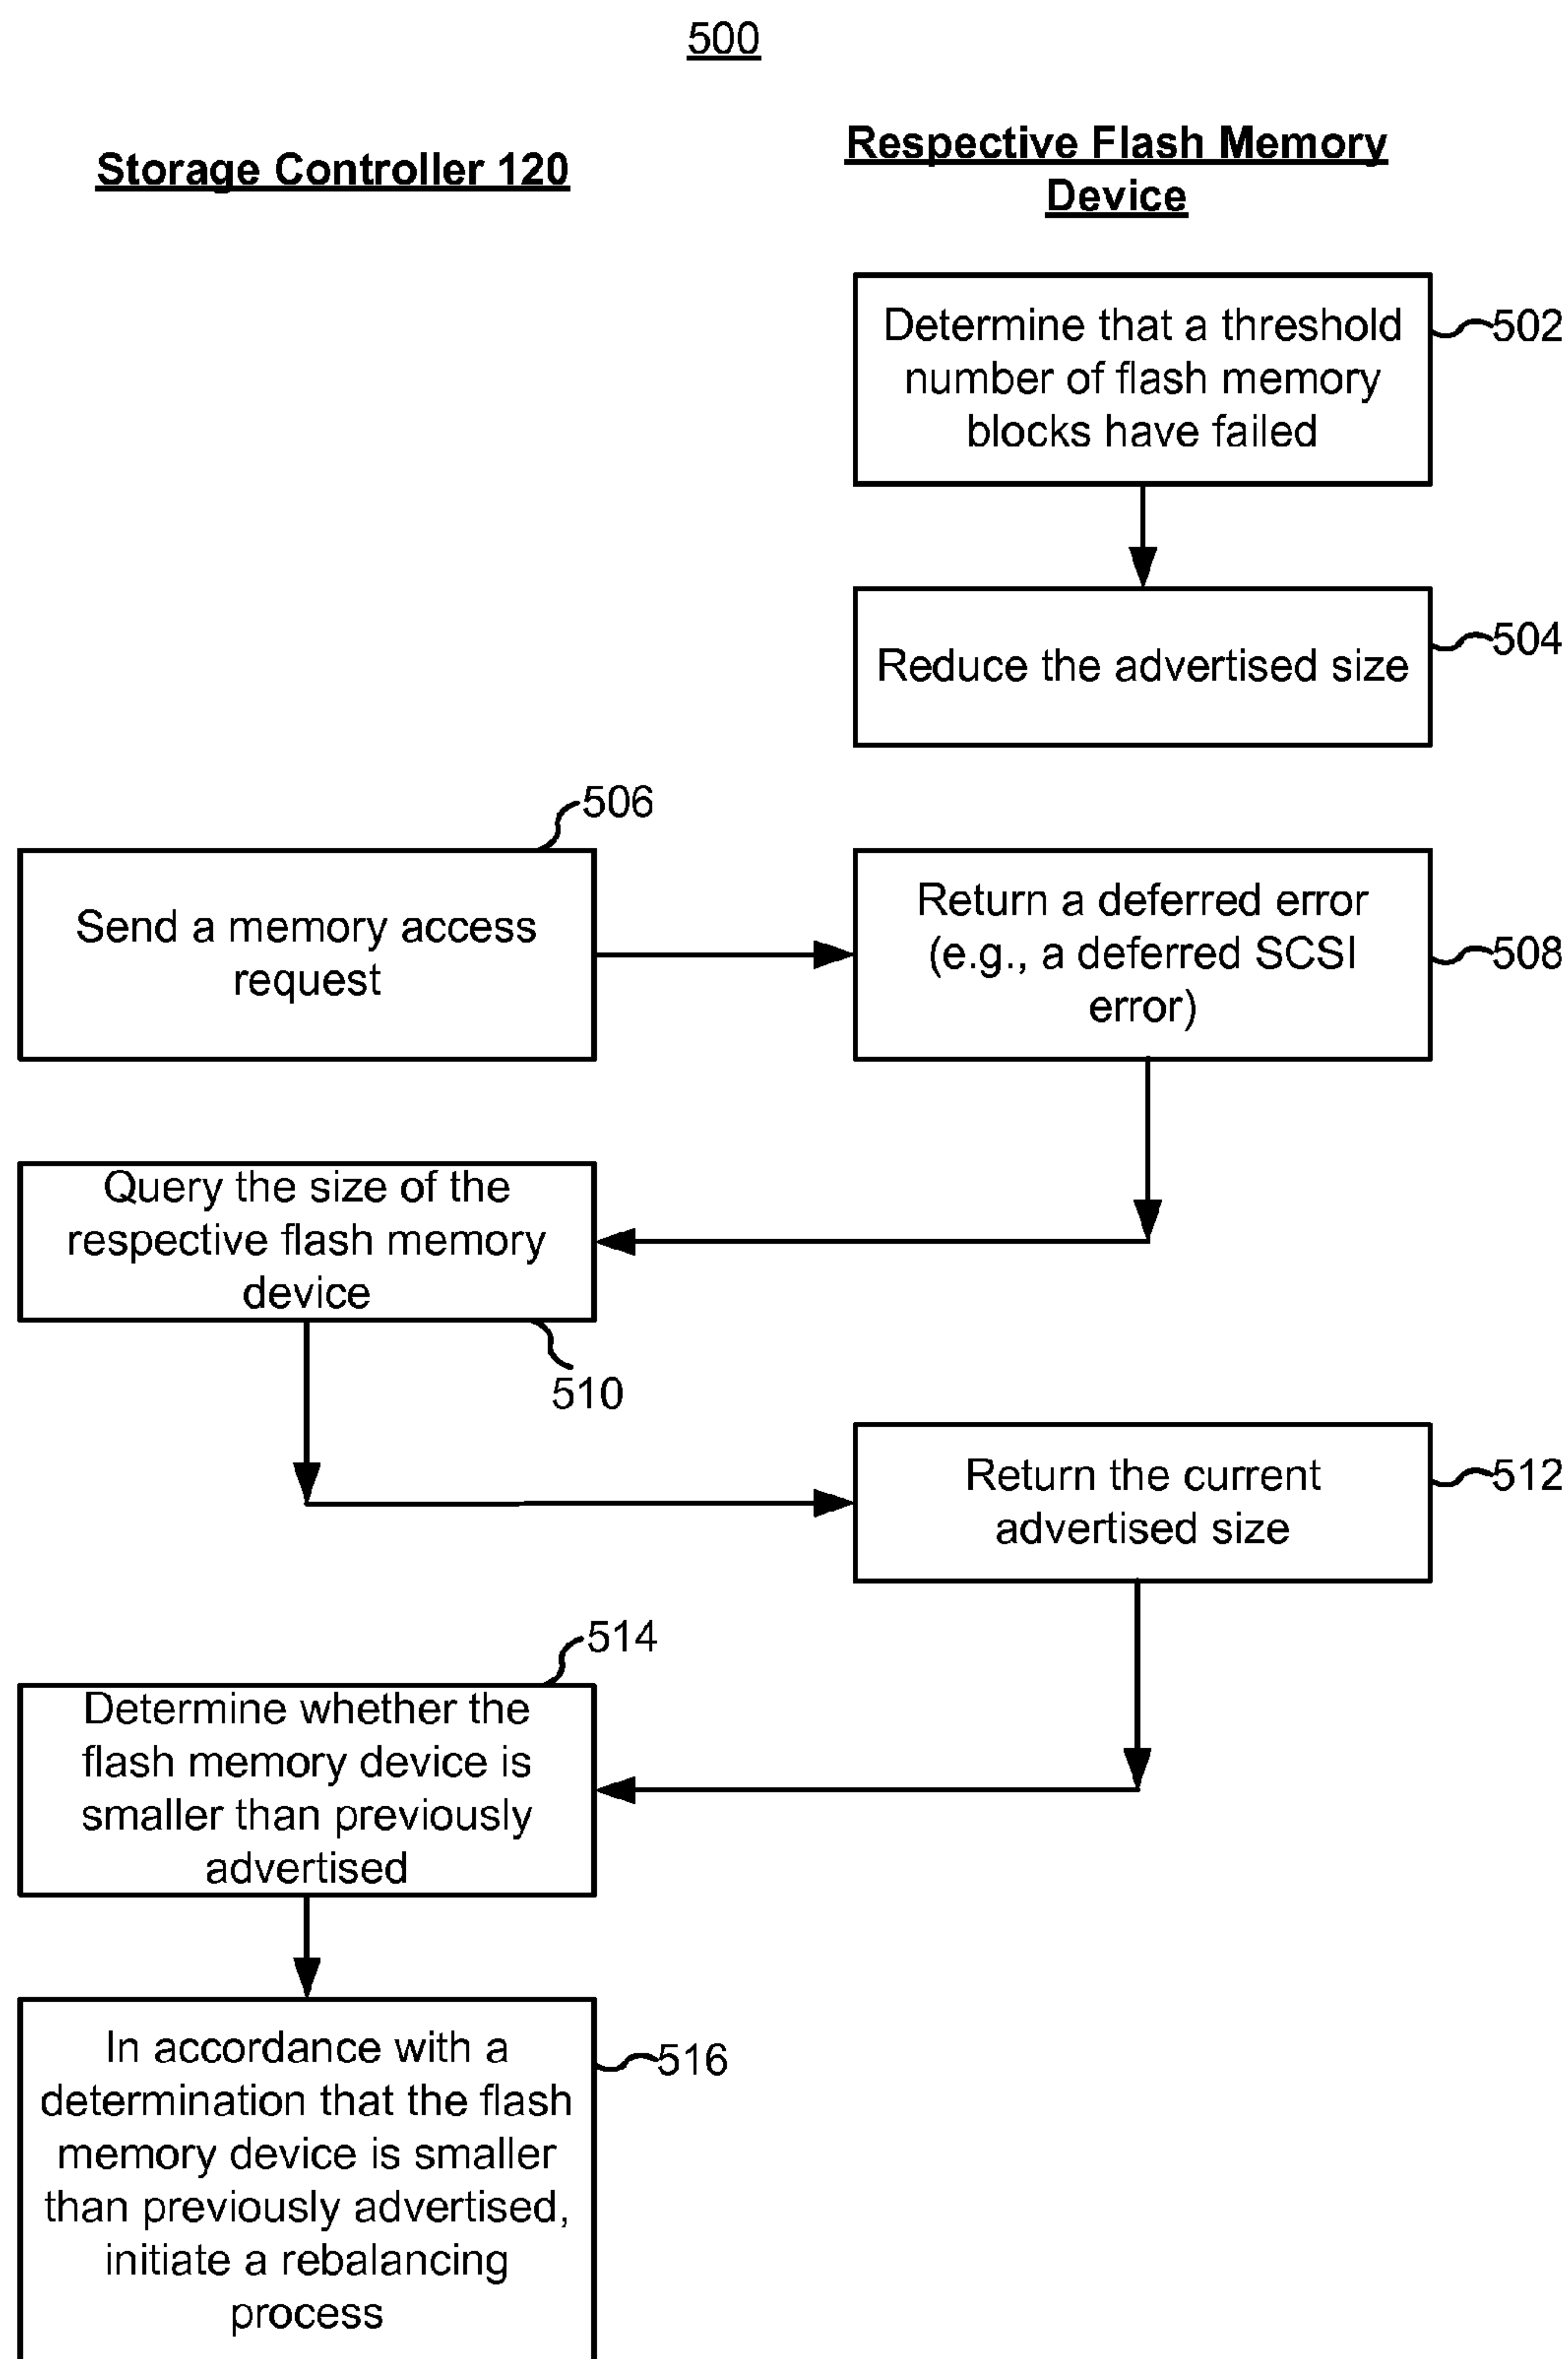 500
Storage Controller 120
Respective Flash Memory
Device
Determine that a threshold
number of flash memory
blocks have failed
502
Reduce the advertised size
504
506
Send a memory access
request
Return a deferred error
(e.g., a deferred SCSI
error)
508
Query the size of the
respective flash memory
device
510
Return the current
advertised size
512
514
Determine whether the
flash memory device is
smaller than previously
advertised
In accordance with a
determination that the flash
memory device is smaller
than previously advertised,
initiate a rebalancing
process
516